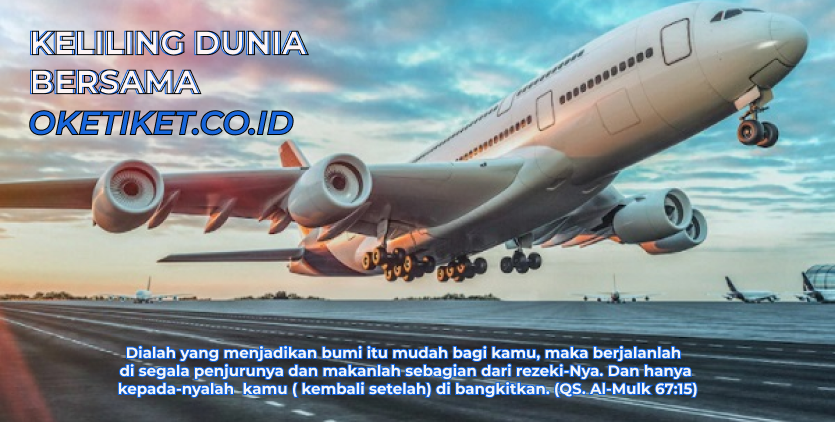 KELILING DUNIA
BERSAMA
OKETIKET.CO.ID
Dialah yang menjadikan bumi itu mudah bagi kamu, maka berjalanlah
di segala penjurunya dan makanlah sebagian dari rezeki-Nya. Dan hanya
kepada-nyalah kamu ( kembali setelah) di bangkitkan. (QS. Al-Mulk 67:15)